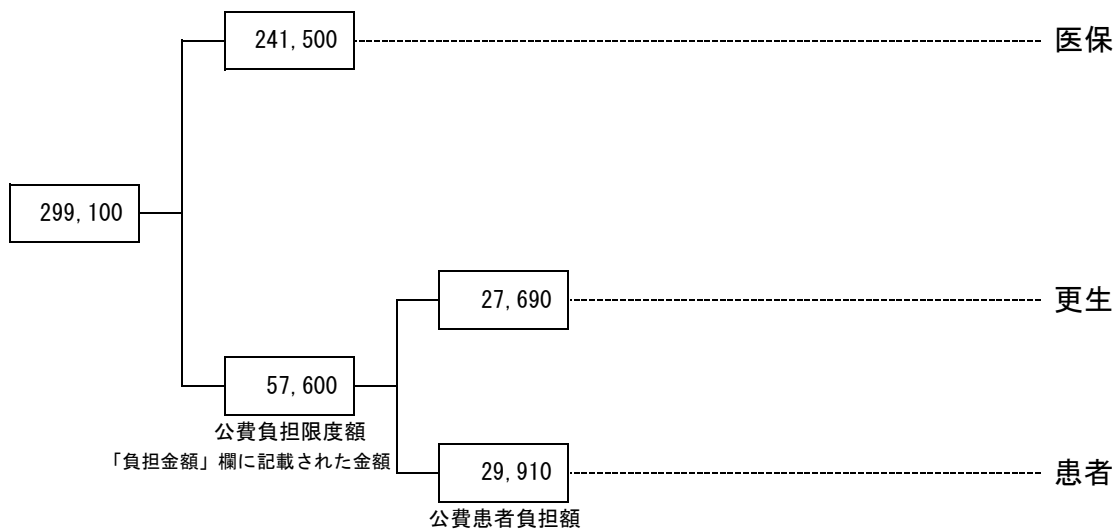 241,500
医保
299,100
27,690
更生
57,600
公費負担限度額
「負担金額」欄に記載された金額
29,910
患者
公費患者負担額